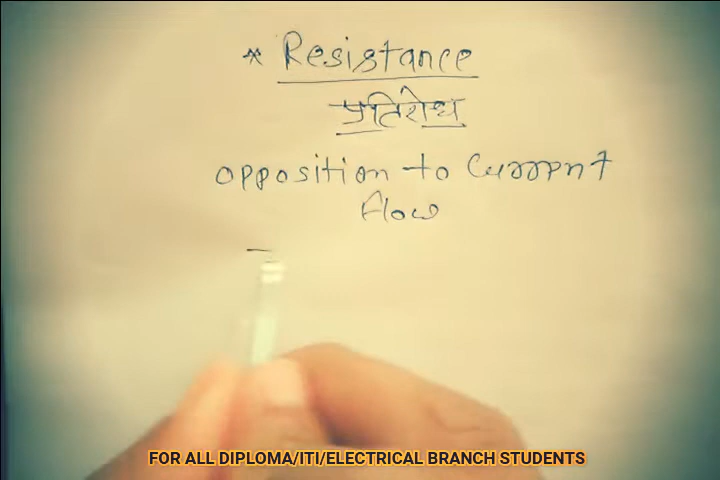 * Resistance
प्रतिरोध
opposition to Current
flow
FOR ALL DIPLOMA/ITI/ELECTRICAL BRANCH STUDENTS